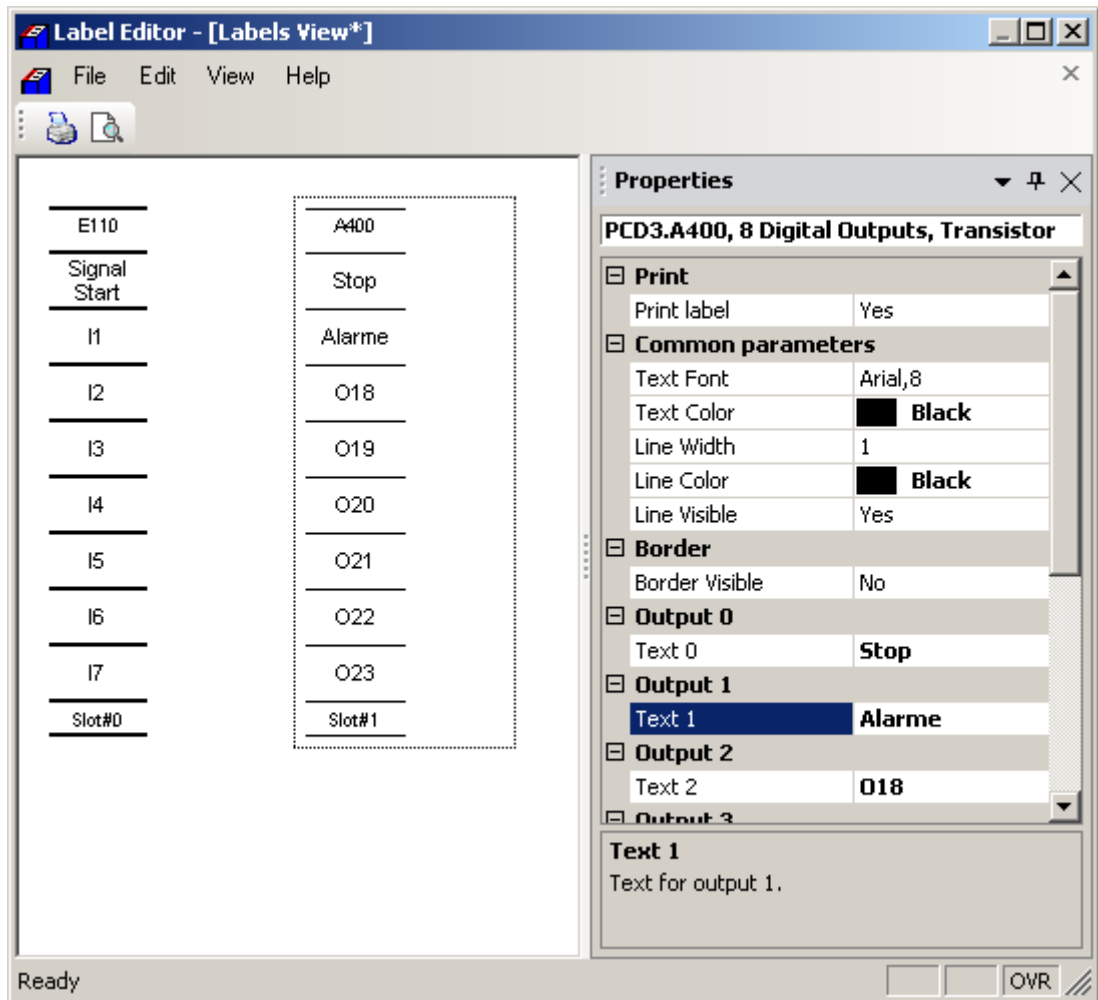 Label Editor - [Labels View*]
File Edit View Help
E110
Signal
Start
I1
I2
I3
I4
I5
I6
I7
Slot#0
A400
Stop
Alarme
O18
O19
O20
O21
O22
O23
Slot#1
Properties
PCD3.A400, 8 Digital Outputs, Transistor
Print
Print label Yes
Common parameters
Text Font Arial,8
Text Color Black
Line Width 1
Line Color Black
Line Visible Yes
Border
Border Visible No
Output 0
Text 0 Stop
Output 1
Text 1 Alarme
Output 2
Text 2 O18
Output 3
Text 1
Text for output 1.
Ready OVR